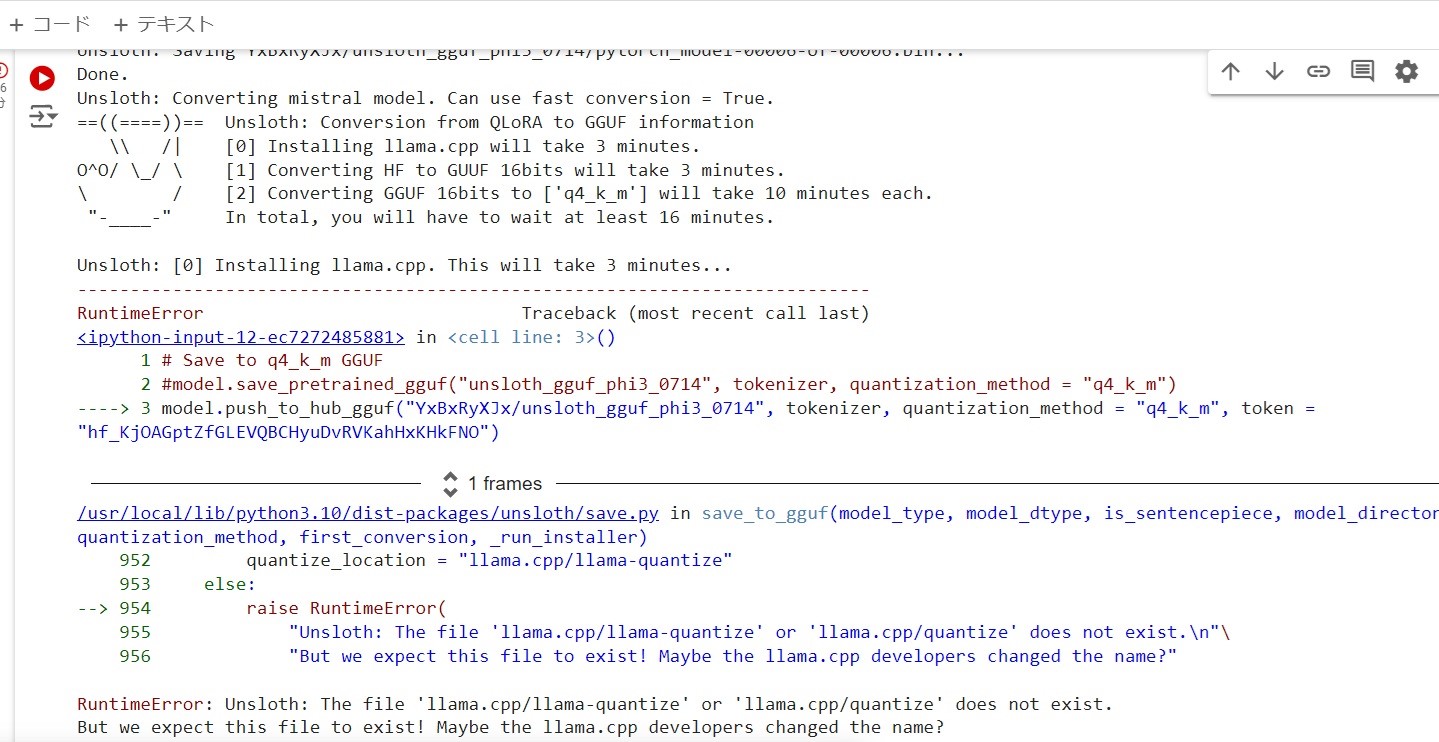 + コード + テキスト
Unsloth: Saving YxBxRyXJx/unsloth_gguf_phi3_0714/pytorch_model-00006-of-00006.bin...
Done.
Unsloth: Converting mistral model. Can use fast conversion = True.
==((====))==  Unsloth: Conversion from QLoRA to GGUF information
   \\   /|    [0] Installing llama.cpp will take 3 minutes.
O^O/ \_/ \    [1] Converting HF to GUUF 16bits will take 3 minutes.
\        /    [2] Converting GGUF 16bits to ['q4_k_m'] will take 10 minutes each.
 "-____-"     In total, you will have to wait at least 16 minutes.
Unsloth: [0] Installing llama.cpp. This will take 3 minutes...
---------------------------------------------------------------------------
RuntimeError                              Traceback (most recent call last)
<ipython-input-12-ec7272485881> in <cell line: 3>()
      1 # Save to q4_k_m GGUF
      2 #model.save_pretrained_gguf("unsloth_gguf_phi3_0714", tokenizer, quantization_method = "q4_k_m")
----> 3 model.push_to_hub_gguf("YxBxRyXJx/unsloth_gguf_phi3_0714", tokenizer, quantization_method = "q4_k_m", token =
"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")
1 frames
/usr/local/lib/python3.10/dist-packages/unsloth/save.py in save_to_gguf(model_type, model_dtype, is_sentencepiece, model_director
quantization_method, first_conversion, _run_installer)
    952         quantize_location = "llama.cpp/llama-quantize"
    953     else:
--> 954         raise RuntimeError(
    955             "Unsloth: The file 'llama.cpp/llama-quantize' or 'llama.cpp/quantize' does not exist.\n"\
    956             "But we expect this file to exist! Maybe the llama.cpp developers changed the name?"
RuntimeError: Unsloth: The file 'llama.cpp/llama-quantize' or 'llama.cpp/quantize' does not exist.
But we expect this file to exist! Maybe the llama.cpp developers changed the name?